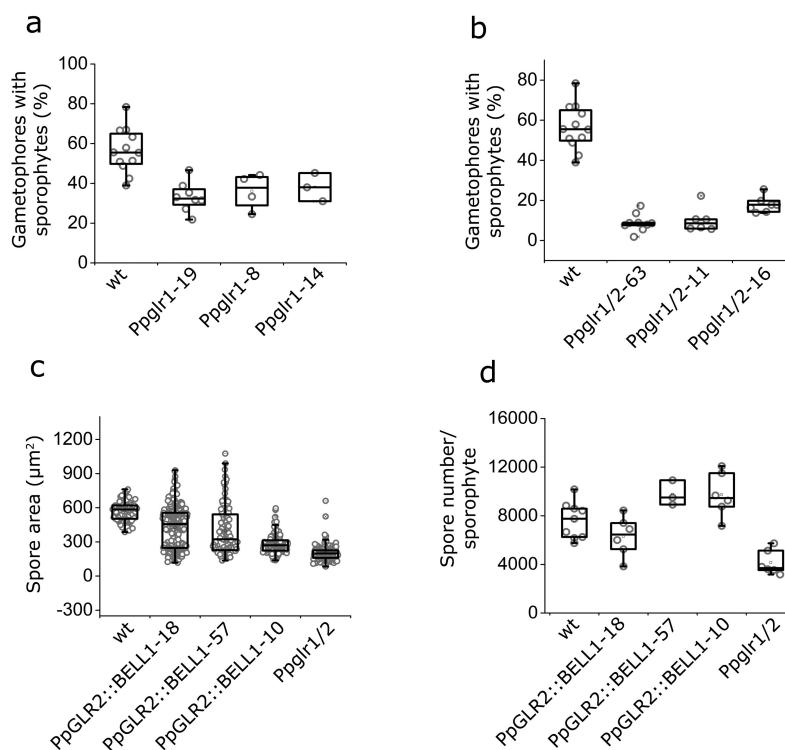 a
Gametophores with
sporophytes (%)
100
80
60
40
20
0
wt
Ppglr1-19
Ppglr1-8
Ppglr1-14
b
Gametophores with
sporophytes (%)
80
60
40
20
0
wt
Ppglr1/2-63
Ppglr1/2-11
Ppglr1/2-16
c
Spore area (µm²)
1200
900
600
300
0
-300
wt
PpGLR2::BELL1-18
PpGLR2::BELL1-57
PpGLR2::BELL1-10
Ppglr1/2
d
Spore number/
sporophyte
16000
12000
8000
4000
0
wt
PpGLR2::BELL1-18
PpGLR2::BELL1-57
PpGLR2::BELL1-10
Ppglr1/2